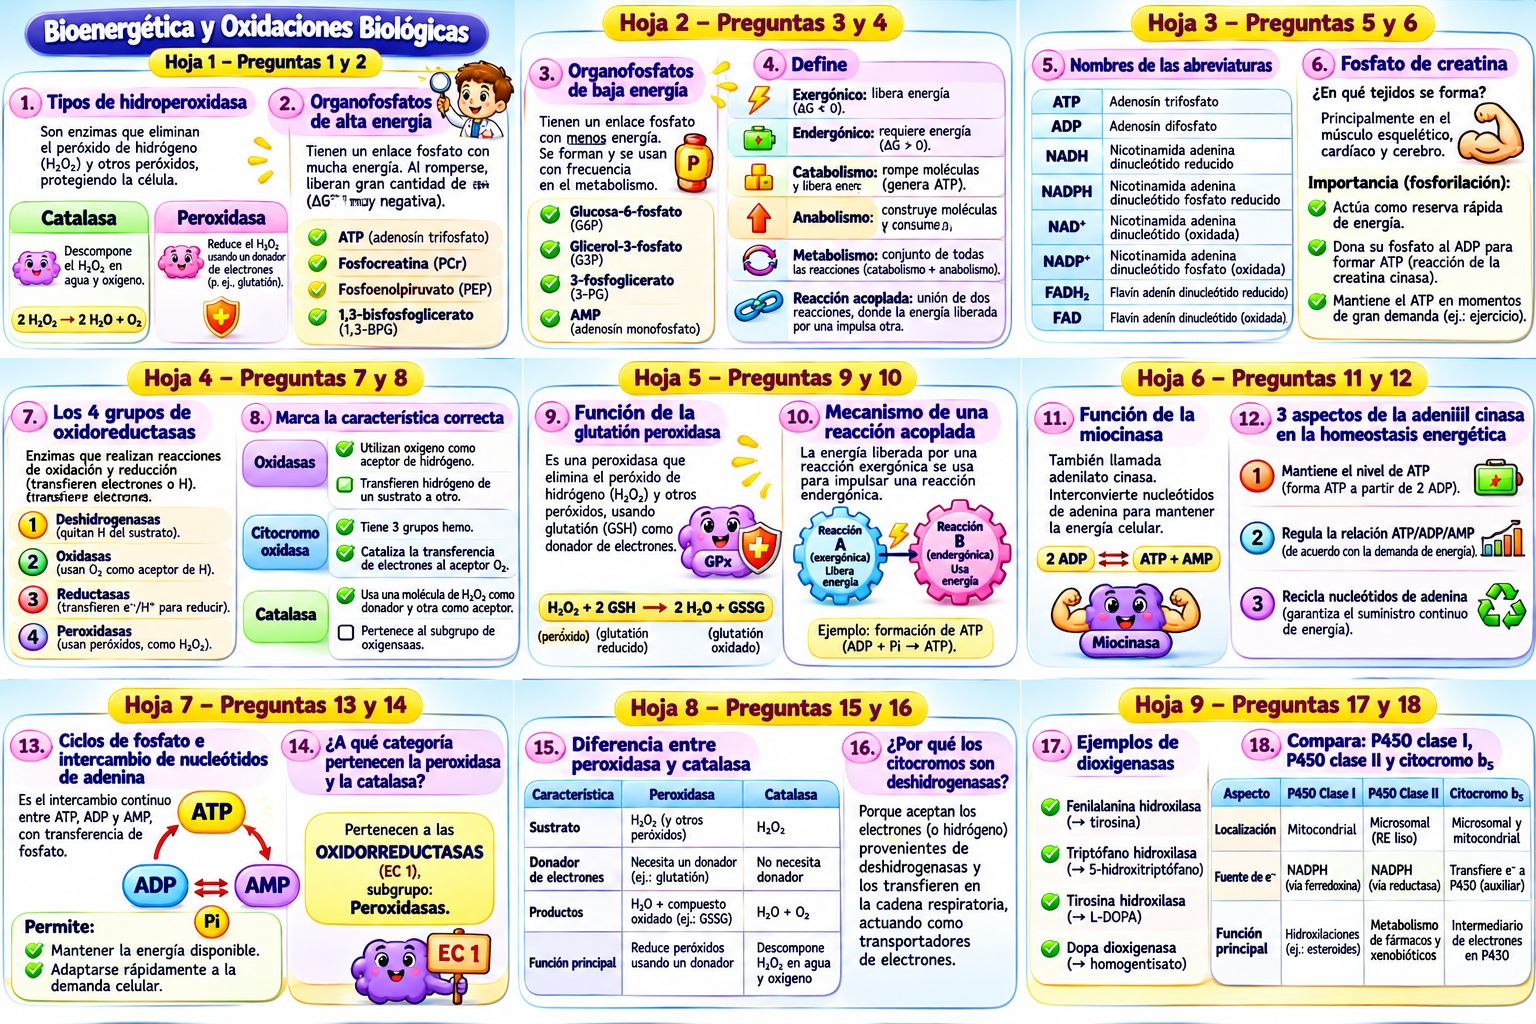 Bioenergética y Oxidaciones Biológicas
Hoja 1 – Preguntas 1 y 2
1. Tipos de hidroperoxidasa
Son enzimas que eliminan
el peróxido de hidrógeno
(H₂O₂) y otros peróxidos,
protegiendo la célula.
Catalasa
Descompone
el H₂O₂ en
agua y oxígeno.
2 H₂O₂ → 2 H₂O + O₂
Peroxidasa
Reduce el H₂O₂
usando un donador
de electrones
(p. ej., glutatión).
2. Organofosfatos
de alta energía
Tienen un enlace fosfato con
mucha energía. Al romperse,
liberan gran cantidad de
negativa).
ATP (adenosín trifosfato)
Fosfocreatina (PCr)
Fosfoenolpiruvato (PEP)
1,3-bisfosfoglicerato
(1,3-BPG)
Hoja 2 – Preguntas 3 y 4
3. Organofosfatos
de baja energía
Tienen un enlace fosfato
con menos energía.
Se forman y se usan
con frecuencia
en el metabolismo.
P
Glucosa-6-fosfato
(G6P)
Glicerol-3-fosfato
(G3P)
3-fosfoglicerato
(3-PG)
AMP
(adenosín monofosfato)
4. Define
Exergónico: libera energía
(ΔG < 0).
Endergónico: requiere energía
(ΔG > 0).
Catabolismo: rompe moléculas
y libera (genera ATP).
Anabolismo: construye moléculas
y
Metabolismo: conjunto de todas
las reacciones (catabolismo + anabolismo).
Reacción acoplada: unión de dos
reacciones, donde la energía liberada
por una impulsa otra.
Hoja 3 – Preguntas 5 y 6
5. Nombres de las abreviaturas
ATP Adenosín trifosfato
ADP Adenosín difosfato
NADH Nicotinamida adenina
dinucleótido reducido
NADPH Nicotinamida adenina
dinucleótido fosfato reducido
NAD⁺ Nicotinamida adenina
dinucleótido (oxidada)
NADP⁺ Nicotinamida adenina
dinucleótido fosfato (oxidada)
FADH₂ Flavín adenín dinucleótido reducido)
FAD Flavín adenín dinucleótido (oxidada)
6. Fosfato de creatina
¿En qué tejidos se forma?
Principalmente en el
músculo esquelético,
cardíaco y cerebro.
Importancia (fosforilación):
Actúa como reserva rápida
de energía.
Dona su fosfato al ADP para
formar ATP (reacción de la
creatina cinasa).
Mantiene el ATP en momentos
de gran demanda (ej.: ejercicio).
Hoja 4 – Preguntas 7 y 8
7. Los 4 grupos de
oxidoreductasas
Enzimas que realizan reacciones
de oxidación y reducción
(transfieren electrones o H).
1 Deshidrogenasas
(quitan H del sustrato).
2 Oxidasas
(usan O₂ como aceptor de H).
3 Reductasas
(transfieren e⁻/H⁺ para reducir).
4 Peroxidasas
(usan peróxidos, como H₂O₂).
8. Marca la característica correcta
Oxidasas
Utilizan oxígeno como
aceptor de hidrógeno.
Transfieren hidrógeno de
un sustrato a otro.
Citocromo
oxidasa
Tiene 3 grupos hemo.
Cataliza la transferencia
de electrones al aceptor O₂.
Catalasa
Usa una molécula de H₂O₂ como
donador y otra como aceptor.
Pertenece al subgrupo de
oxigensaas.
Hoja 5 – Preguntas 9 y 10
9. Función de la
glutatión peroxidasa
Es una peroxidasa que
elimina el peróxido de
hidrógeno (H₂O₂) y otros
peróxidos, usando
glutatión (GSH) como
donador de electrones.
GPx
H₂O₂ + 2 GSH → 2 H₂O + GSSG
(peróxido) (glutatión
reducido) (glutatión
oxidado)
10. Mecanismo de una
reacción acoplada
La energía liberada por una
reacción exergónica se usa
para impulsar una reacción
endergónica.
Reacción
A
(exergónica)
Libera
energía
Reacción
B
(endergónica)
Usa
energía
Ejemplo: formación de ATP
(ADP + Pi → ATP).
Hoja 6 – Preguntas 11 y 12
11. Función de la
miocinasa
También llamada
adenilato cinasa.
Interconvierte nucleótidos
de adenina para mantener
la energía celular.
2 ADP ⇄ ATP + AMP
Miocinasa
12. 3 aspectos de la adeniiil cinasa
en la homeostasis energética
1 Mantiene el nivel de ATP
(forma ATP a partir de 2 ADP).
2 Regula la relación ATP/ADP/AMP
(de acuerdo con la demanda de energía).
3 Recicla nucleótidos de adenina
(garantiza el suministro continuo
de energía).
Hoja 7 – Preguntas 13 y 14
13. Ciclos de fosfato e
intercambio de nucleótidos
de adenina
Es el intercambio continuo
entre ATP, ADP y AMP,
con transferencia de
fosfato.
ATP
ADP ⇄ AMP
Pi
Permite:
Mantener la energía disponible.
Adaptarse rápidamente a la
demanda celular.
14. ¿A qué categoría
pertenecen la peroxidasa
y la catalasa?
Pertenecen a las
OXIDORREDUCTASAS
(EC 1),
subgrupo:
Peroxidasas.
EC 1
Hoja 8 – Preguntas 15 y 16
15. Diferencia entre
peroxidasa y catalasa
Característica Peroxidasa Catalasa
Sustrato H₂O₂ (y otros
peróxidos) H₂O₂
Donador
de electrones Necesita un donador
(ej.: glutatión) No necesita
donador
Productos H₂O + compuesto
oxidado (ej.: GSSG) H₂O + O₂
Función principal Reduce peróxidos
usando un donador Descompone
H₂O₂ en agua
y oxígeno
16. ¿Por qué los
citocromos son
deshidrogenasas?
Porque aceptan los
electrones (o hidrógeno)
provenientes de
deshidrogenasas y
los transfieren en
la cadena respiratoria,
actuando como
transportadores
de electrones.
Hoja 9 – Preguntas 17 y 18
17. Ejemplos de
dioxigenasas
Fenilalanina hidroxilasa
(→ tirosina)
Triptófano hidroxilasa
(→ 5-hidroxitriptófano)
Tirosina hidroxilasa
(→ L-DOPA)
Dopa dioxigenasa
(→ homogentisato)
18. Compara: P450 clase I,
P450 clase II y citocromo b₅
Aspecto P450 Clase I P450 Clase II Citocromo b₅
Localización Mitocondrial Microsomal
(RE liso) Microsomal y
mitocondrial
Fuente de e⁻ NADPH
(vía ferredoxina) NADPH
(vía reductasa) Transfiere e⁻ a
P450 (auxiliar)
Función
principal Hidroxilaciones
(ej.: esteroides) Metabolismo
de fármacos y
xenobióticos Intermediario
de electrones
en P430